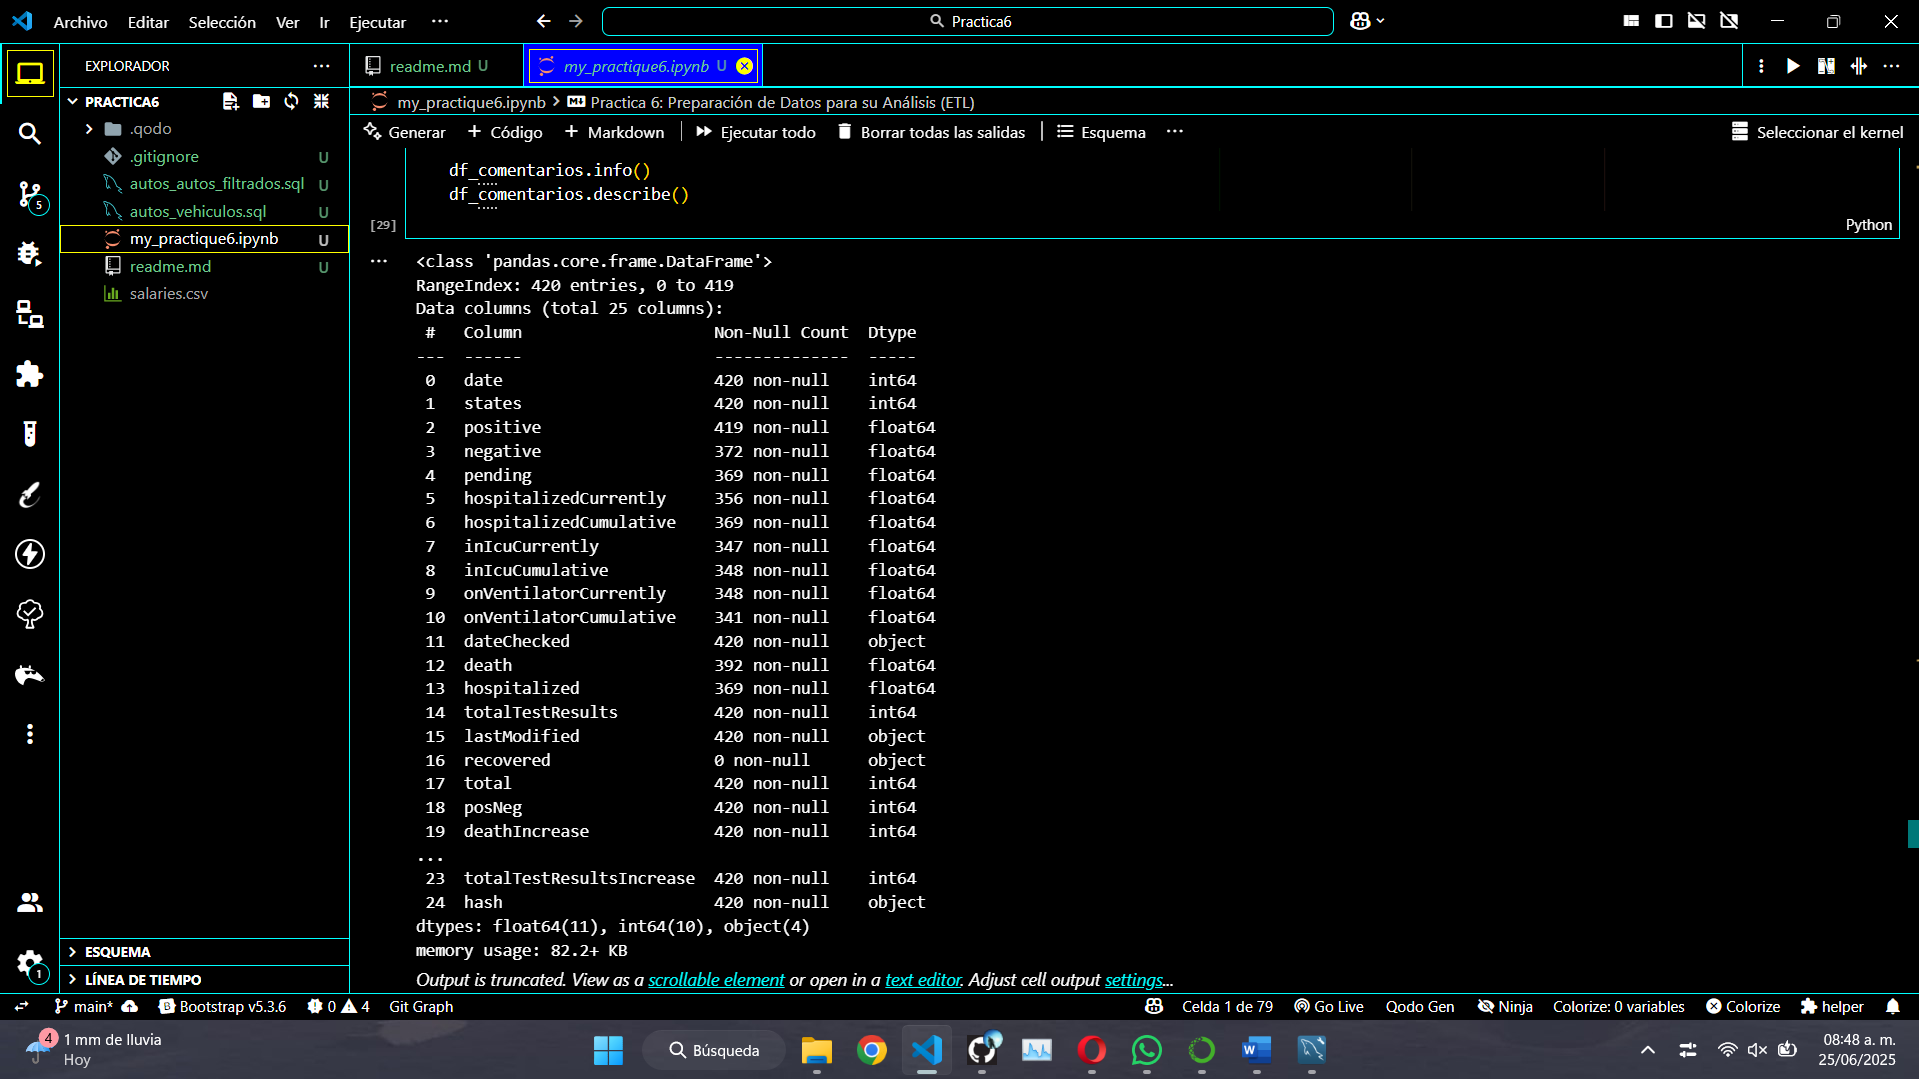 Archivo Editar Selección Ver Ir Ejecutar ...
Practica6
EXPLORADOR
readme.md U
my_practique6.ipynb U
PRACTICA6
my_practique6.ipynb > Practica 6: Preparación de Datos para su Análisis (ETL)
Generar + Código + Markdown Ejecutar todo Borrar todas las salidas Esquema ...
Seleccionar el kernel
.qodo
.gitignore U
autos_autos_filtrados.sql U
autos_vehiculos.sql U
my_practique6.ipynb U
readme.md U
salaries.csv
ESQUEMA
LÍNEA DE TIEMPO
5
1
df_comentarios.info()
df_comentarios.describe()
[29]
Python
<class 'pandas.core.frame.DataFrame'>
RangeIndex: 420 entries, 0 to 419
Data columns (total 25 columns):
# Column Non-Null Count Dtype
--- ------ -------------- -----
0 date 420 non-null int64
1 states 420 non-null int64
2 positive 419 non-null float64
3 negative 372 non-null float64
4 pending 369 non-null float64
5 hospitalizedCurrently 356 non-null float64
6 hospitalizedCumulative 369 non-null float64
7 inIcuCurrently 347 non-null float64
8 inIcuCumulative 348 non-null float64
9 onVentilatorCurrently 348 non-null float64
10 onVentilatorCumulative 341 non-null float64
11 dateChecked 420 non-null object
12 death 392 non-null float64
13 hospitalized 369 non-null float64
14 totalTestResults 420 non-null int64
15 lastModified 420 non-null object
16 recovered 0 non-null object
17 total 420 non-null int64
18 posNeg 420 non-null int64
19 deathIncrease 420 non-null int64
...
23 totalTestResultsIncrease 420 non-null int64
24 hash 420 non-null object
dtypes: float64(11), int64(10), object(4)
memory usage: 82.2+ KB
Output is truncated. View as a scrollable element or open in a text editor. Adjust cell output settings...
main* Bootstrap v5.3.6 0 4 Git Graph
Celda 1 de 79 Go Live Qodo Gen Ninja Colorize: 0 variables Colorize helper
4 1 mm de lluvia
Hoy
Búsqueda
08:48 a. m.
25/06/2025